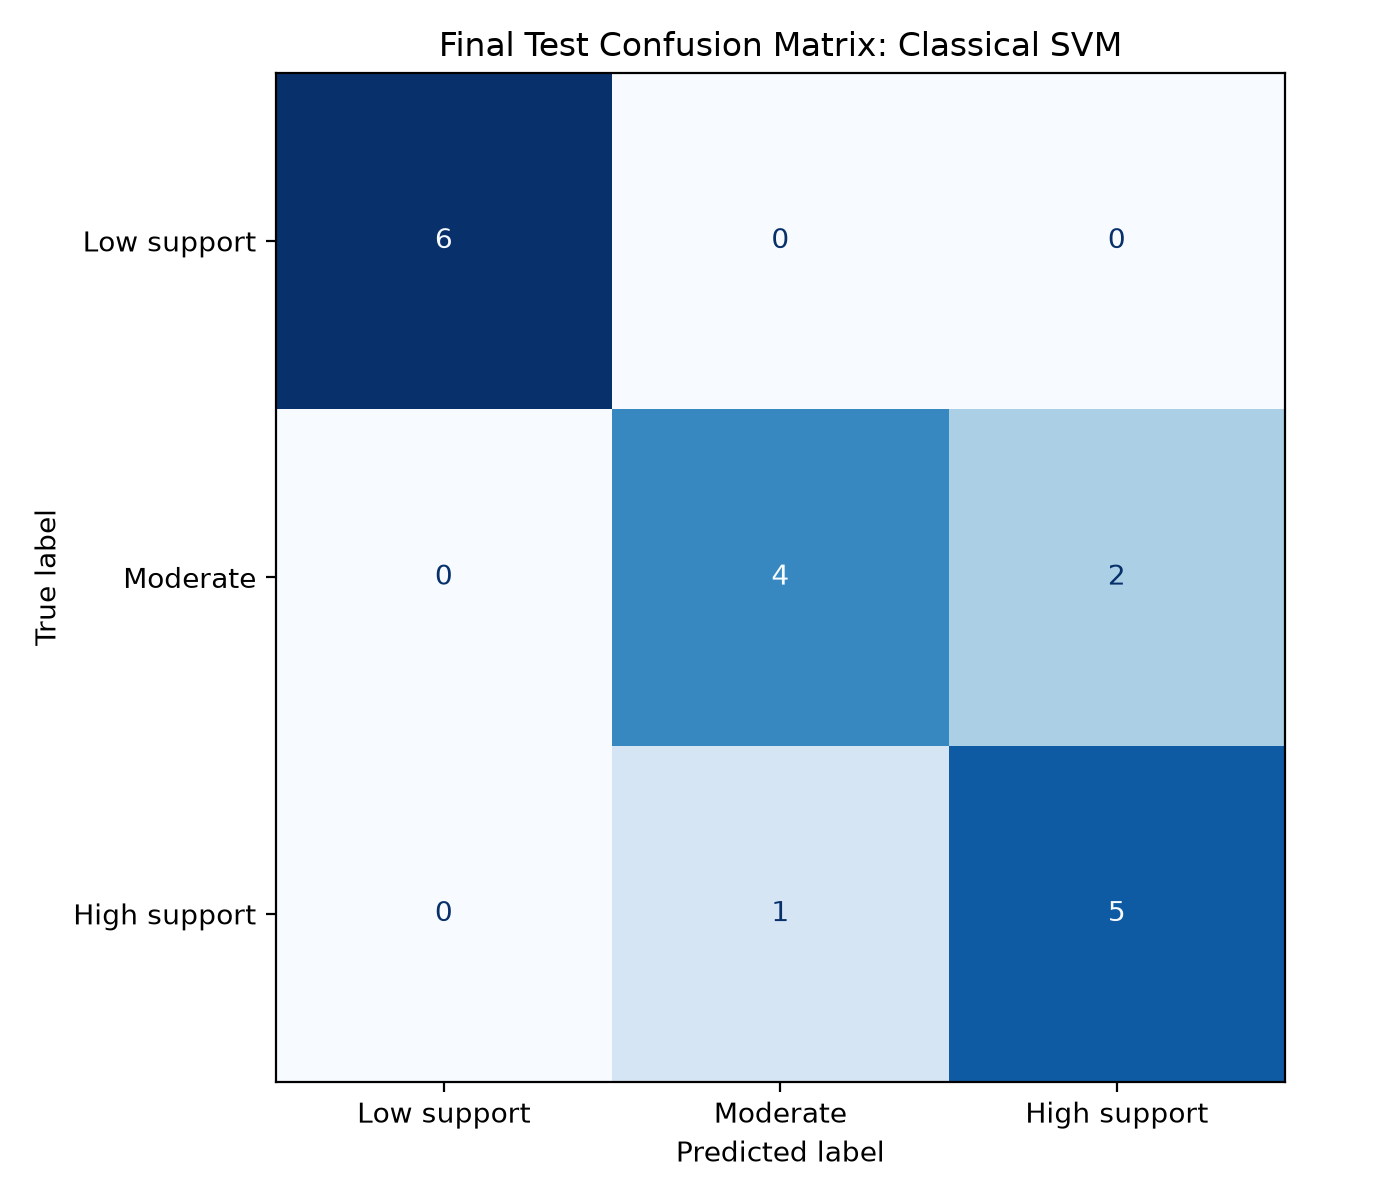 Final Test Confusion Matrix: Classical SVM
Low support
6
0
0
Moderate
0
4
2
High support
0
1
5
True label
Low support
Moderate
High support
Predicted label